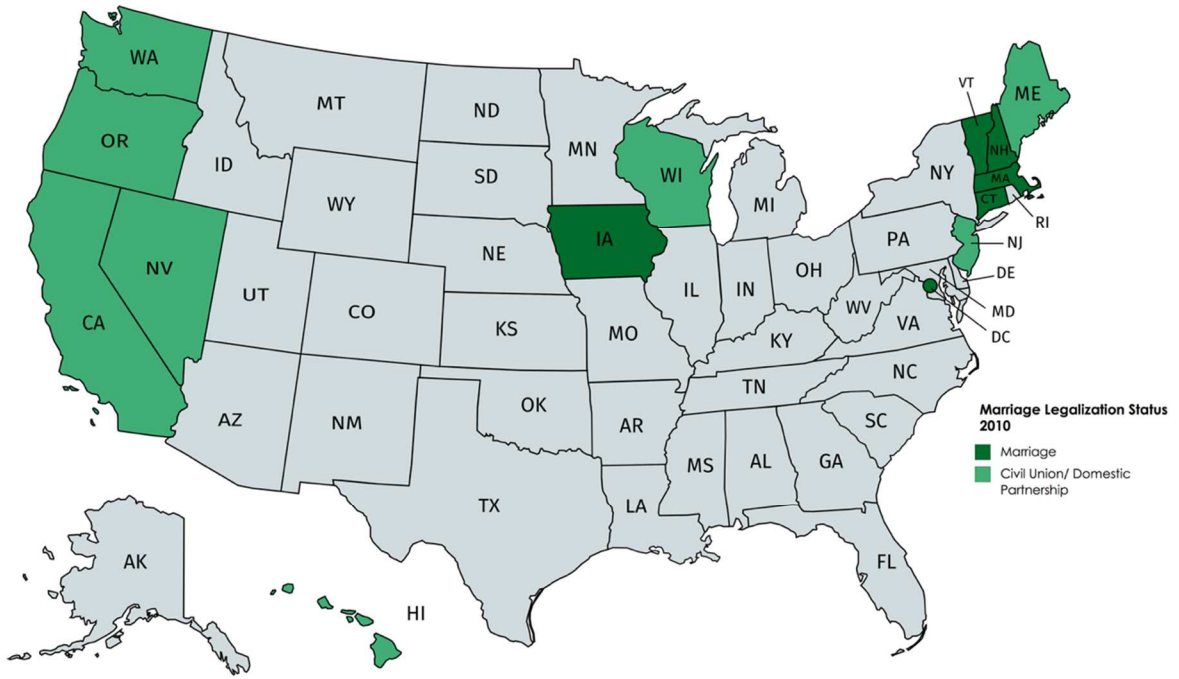 WA
MT
ND
MN
OR
ID
SD
WI
WY
MI
NY
VT
ME
NH
MA
CT
RI
NJ
DE
MD
DC
IA
NE
PA
NV
UT
CO
CA
IL
IN
OH
WV
VA
KS
MO
KY
NC
TN
AZ
NM
OK
AR
SC
MS
AL
GA
TX
LA
FL
AK
HI
Marriage Legalization Status
2010
Marriage
Civil Union/ Domestic
Partnership